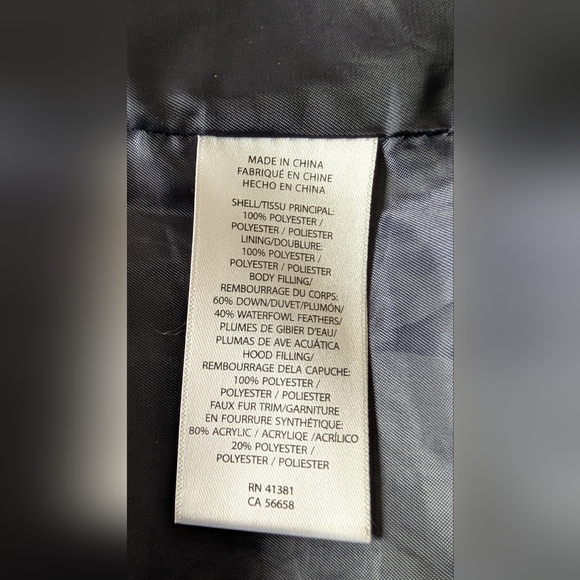 MADE IN CHINA
FABRIQUÉ EN CHINE
HECHO EN CHINA
SHELL/TISSU PRINCIPAL:
100% POLYESTER /
POLYESTER / POLIESTER
LINING/DOUBLURE:
100% POLYESTER /
POLYESTER / POLIESTER
BODY FILLING/
REMBOURRAGE DU CORPS:
60% DOWN/DUVET/PLUMÓN/
40% WATERFOWL FEATHERS/
PLUMES DE GIBIER D'EAU/
PLUMAS DE AVE ACUÁTICA
HOOD FILLING/
REMBOURRAGE DELA CAPUCHE:
100% POLYESTER /
POLYESTER / POLIESTER
FAUX FUR TRIM/GARNITURE
EN FOURRURE SYNTHÉTIQUE:
80% ACRYLIC / ACRYLIQE /ACRÍLICO
20% POLYESTER /
POLYESTER / POLIESTER
RN 41381
CA 56658